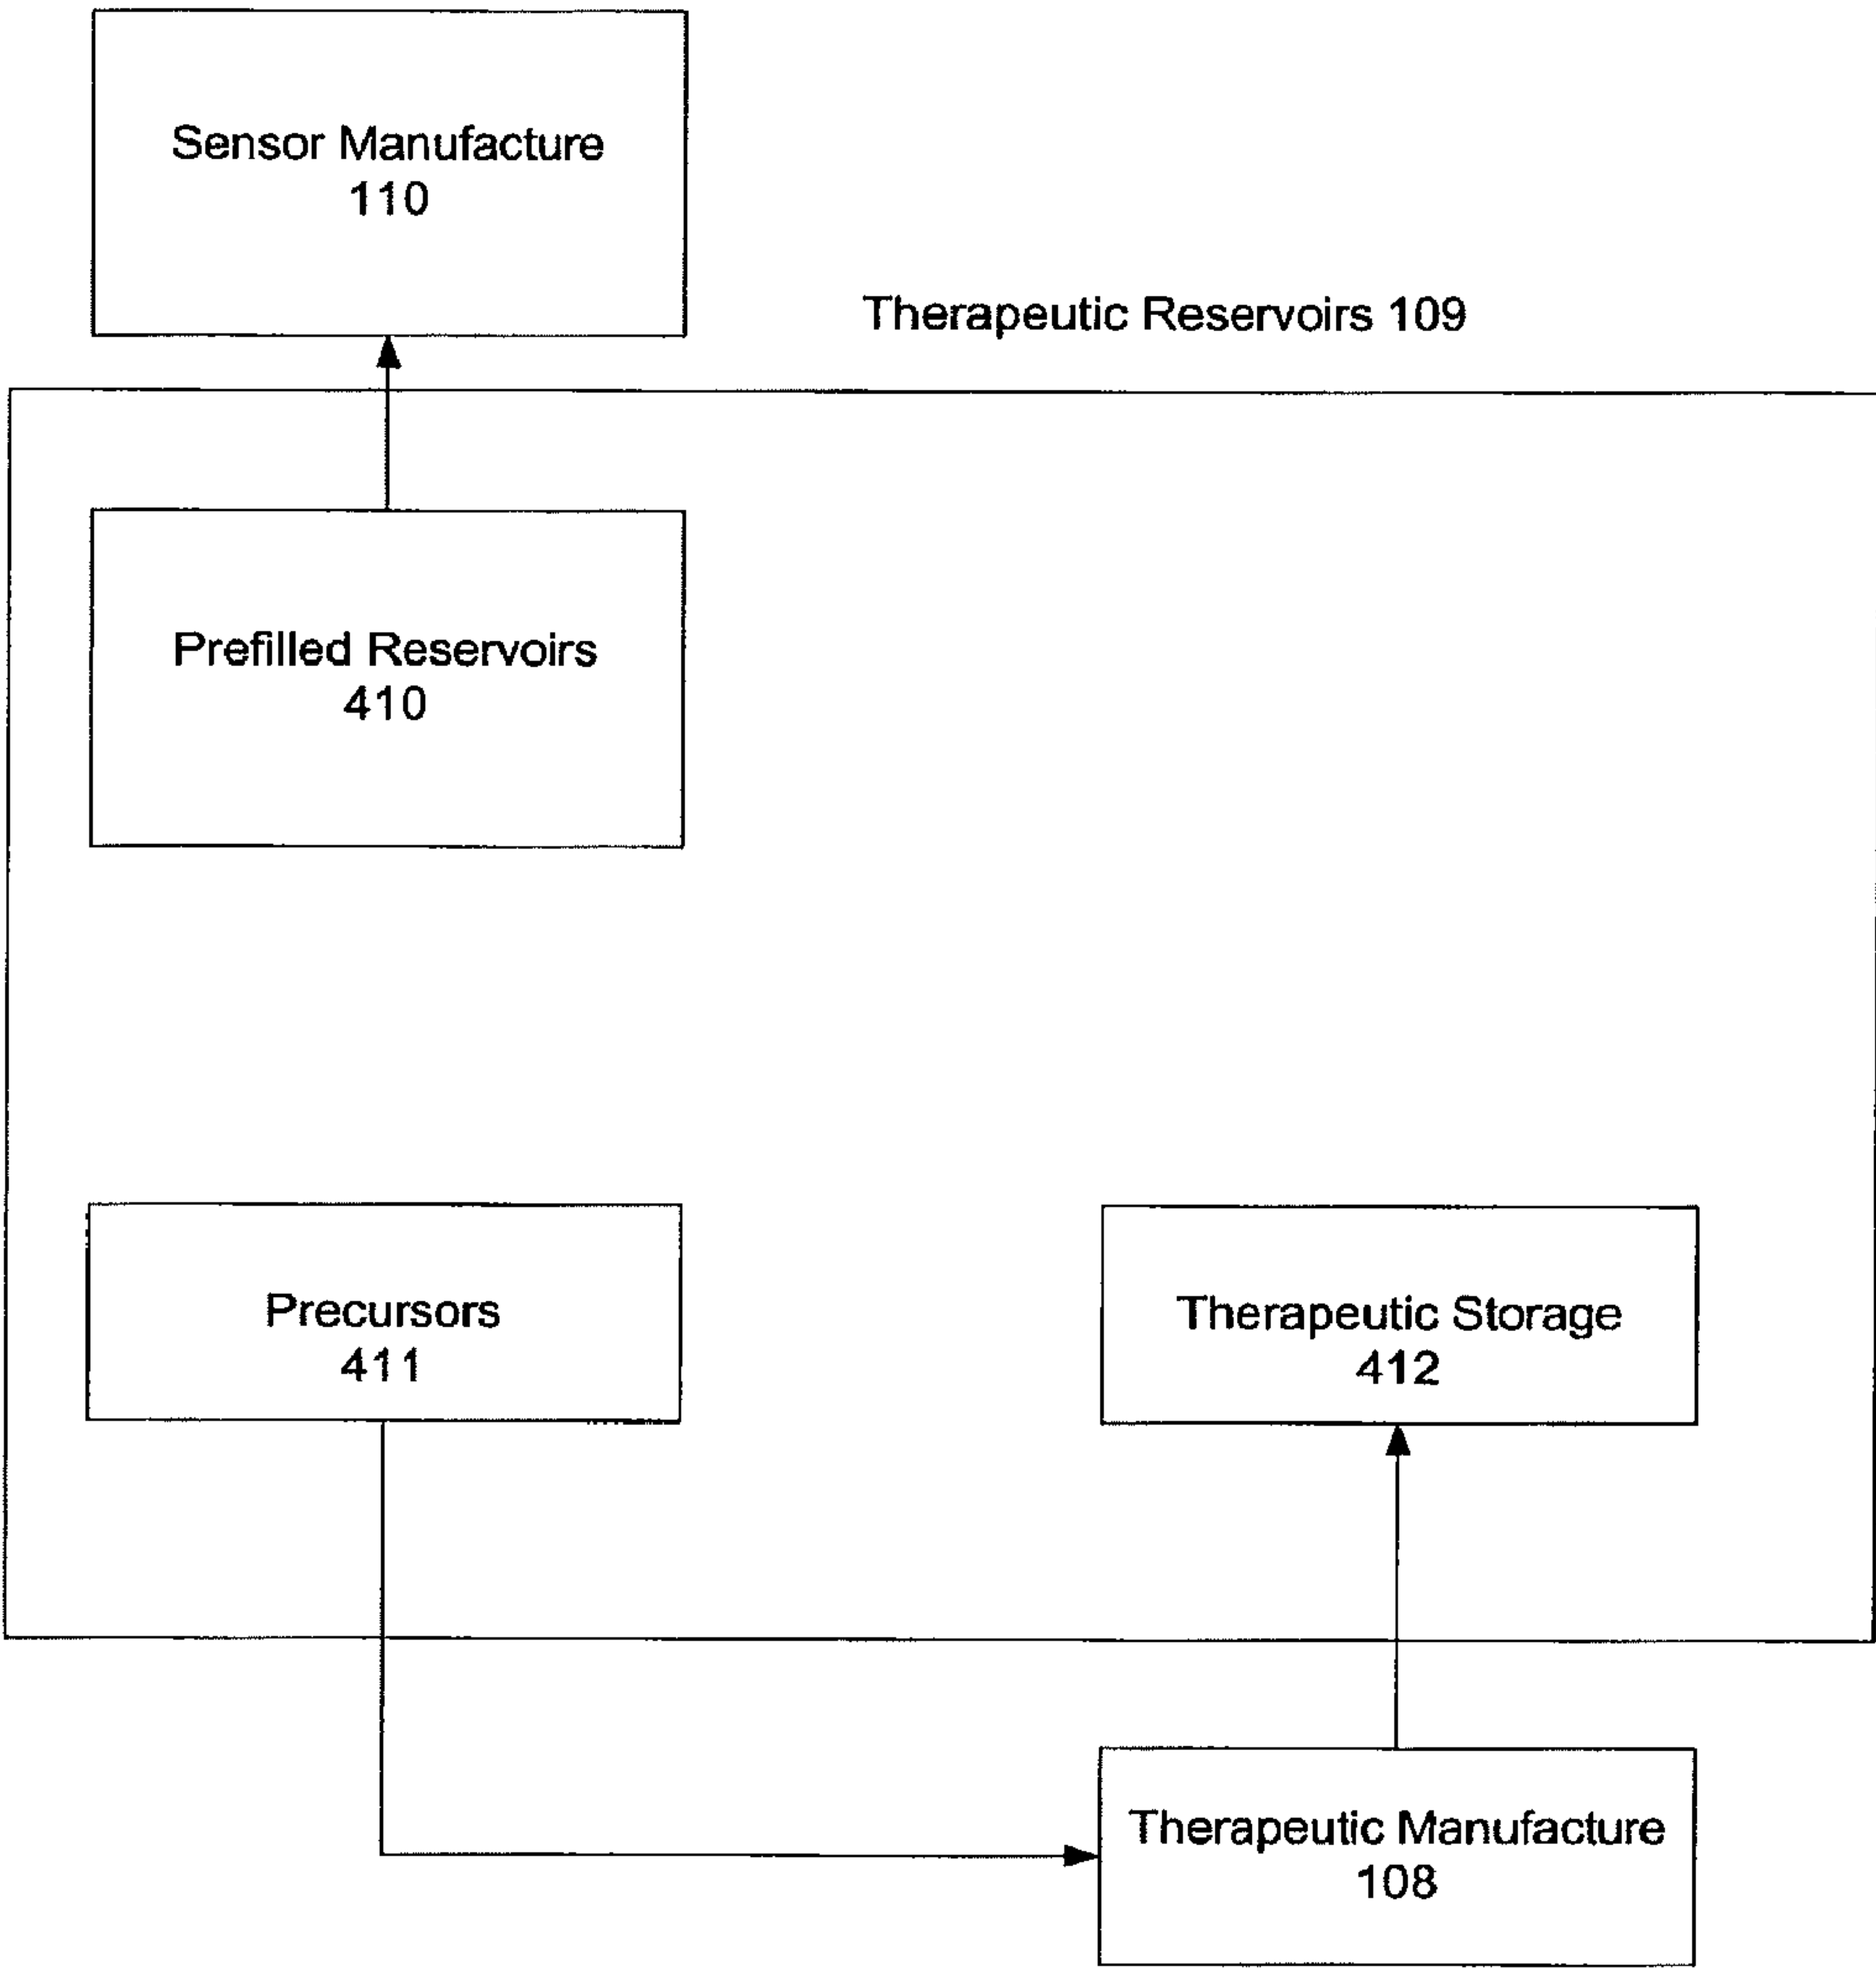 Sensor Manufacture
110
Therapeutic Reservoirs 109
Prefilled Reservoirs
410
Precursors
411
Therapeutic Storage
412
Therapeutic Manufacture
108